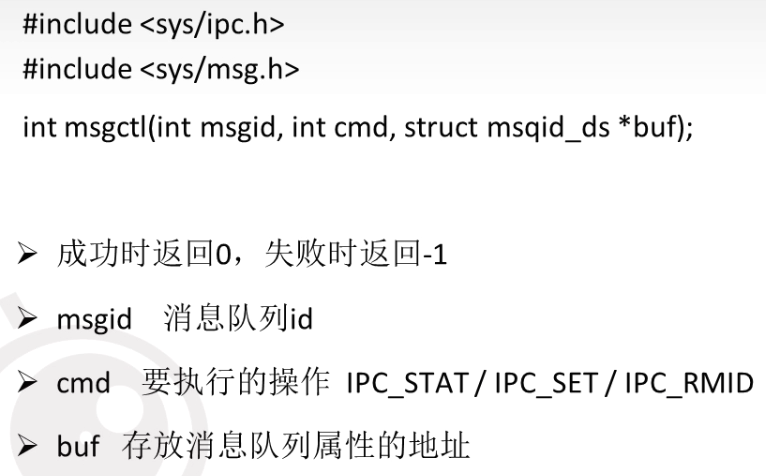 #include <sys/ipc.h>
#include <sys/msg.h>
int msgctl(int msgid, int cmd, struct msqid_ds *buf);
➢ 成功时返回0，失败时返回-1
➢ msgid 消息队列id
➢ cmd 要执行的操作 IPC_STAT / IPC_SET / IPC_RMID
➢ buf 存放消息队列属性的地址